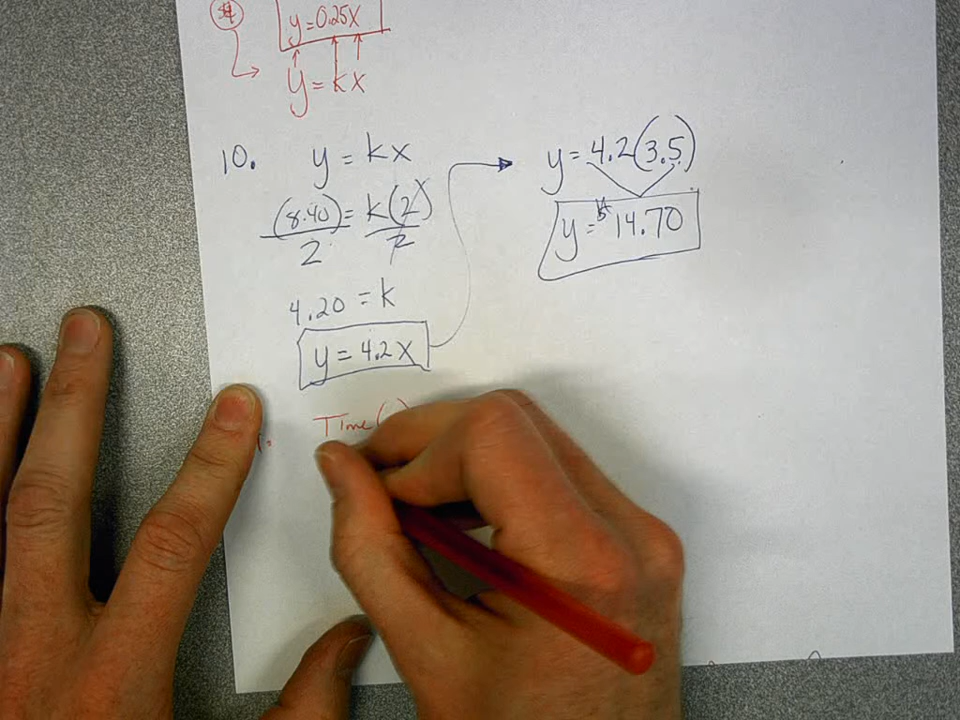 y=0.25x
y=kx
10. y = kx
(8.40) = k(2)
2 2
4.20 = k
y = 4.2x
y = 4.2(3.5)
y = $14.70
Time (